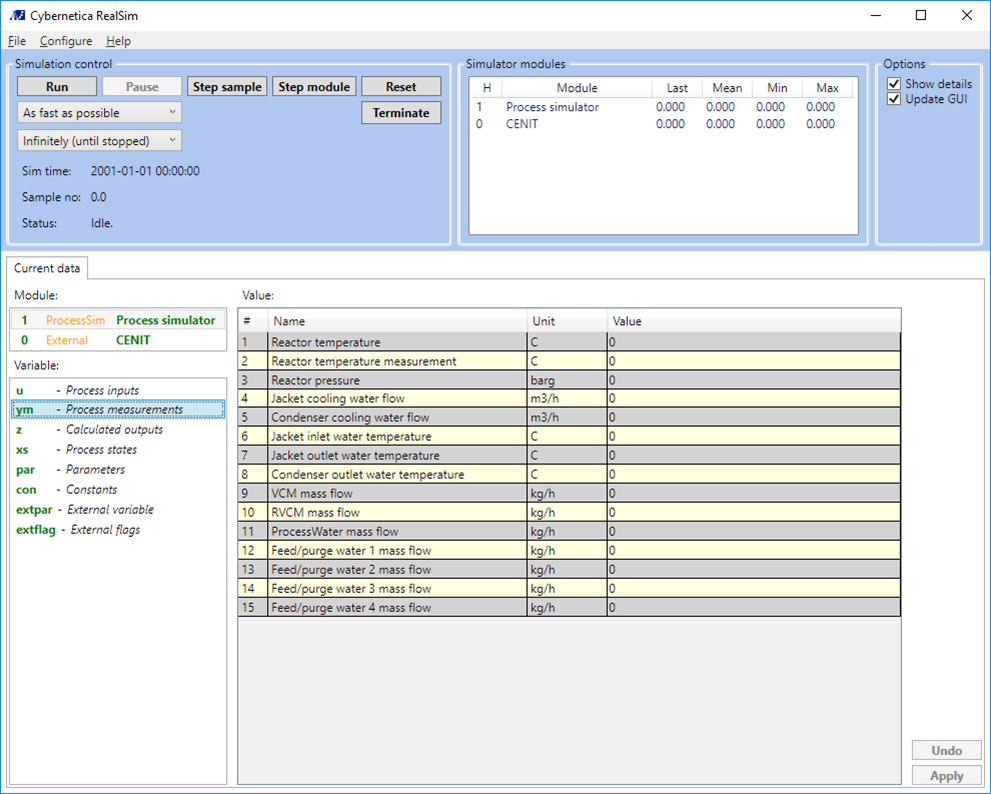 Cybernetica RealSim
File Configure Help
Simulation control
Run Pause Step sample Step module Reset
As fast as possible Terminate
Infinitely (until stopped)
Sim time: 2001-01-01 00:00:00
Sample no: 0.0
Status: Idle.
Simulator modules
H Module Last Mean Min Max
1 Process simulator 0.000 0.000 0.000 0.000
0 CENIT 0.000 0.000 0.000 0.000
Options
Show details
Update GUI
Current data
Module:
1 ProcessSim Process simulator
0 External CENIT
Variable:
u - Process inputs
ym - Process measurements
z - Calculated outputs
xs - Process states
par - Parameters
con - Constants
extpar - External variable
extflag - External flags
Value:
# Name Unit Value
1 Reactor temperature C 0
2 Reactor temperature measurement C 0
3 Reactor pressure barg 0
4 Jacket cooling water flow m3/h 0
5 Condenser cooling water flow m3/h 0
6 Jacket inlet water temperature C 0
7 Jacket outlet water temperature C 0
8 Condenser outlet water temperature C 0
9 VCM mass flow kg/h 0
10 RVCM mass flow kg/h 0
11 ProcessWater mass flow kg/h 0
12 Feed/purge water 1 mass flow kg/h 0
13 Feed/purge water 2 mass flow kg/h 0
14 Feed/purge water 3 mass flow kg/h 0
15 Feed/purge water 4 mass flow kg/h 0
Undo
Apply